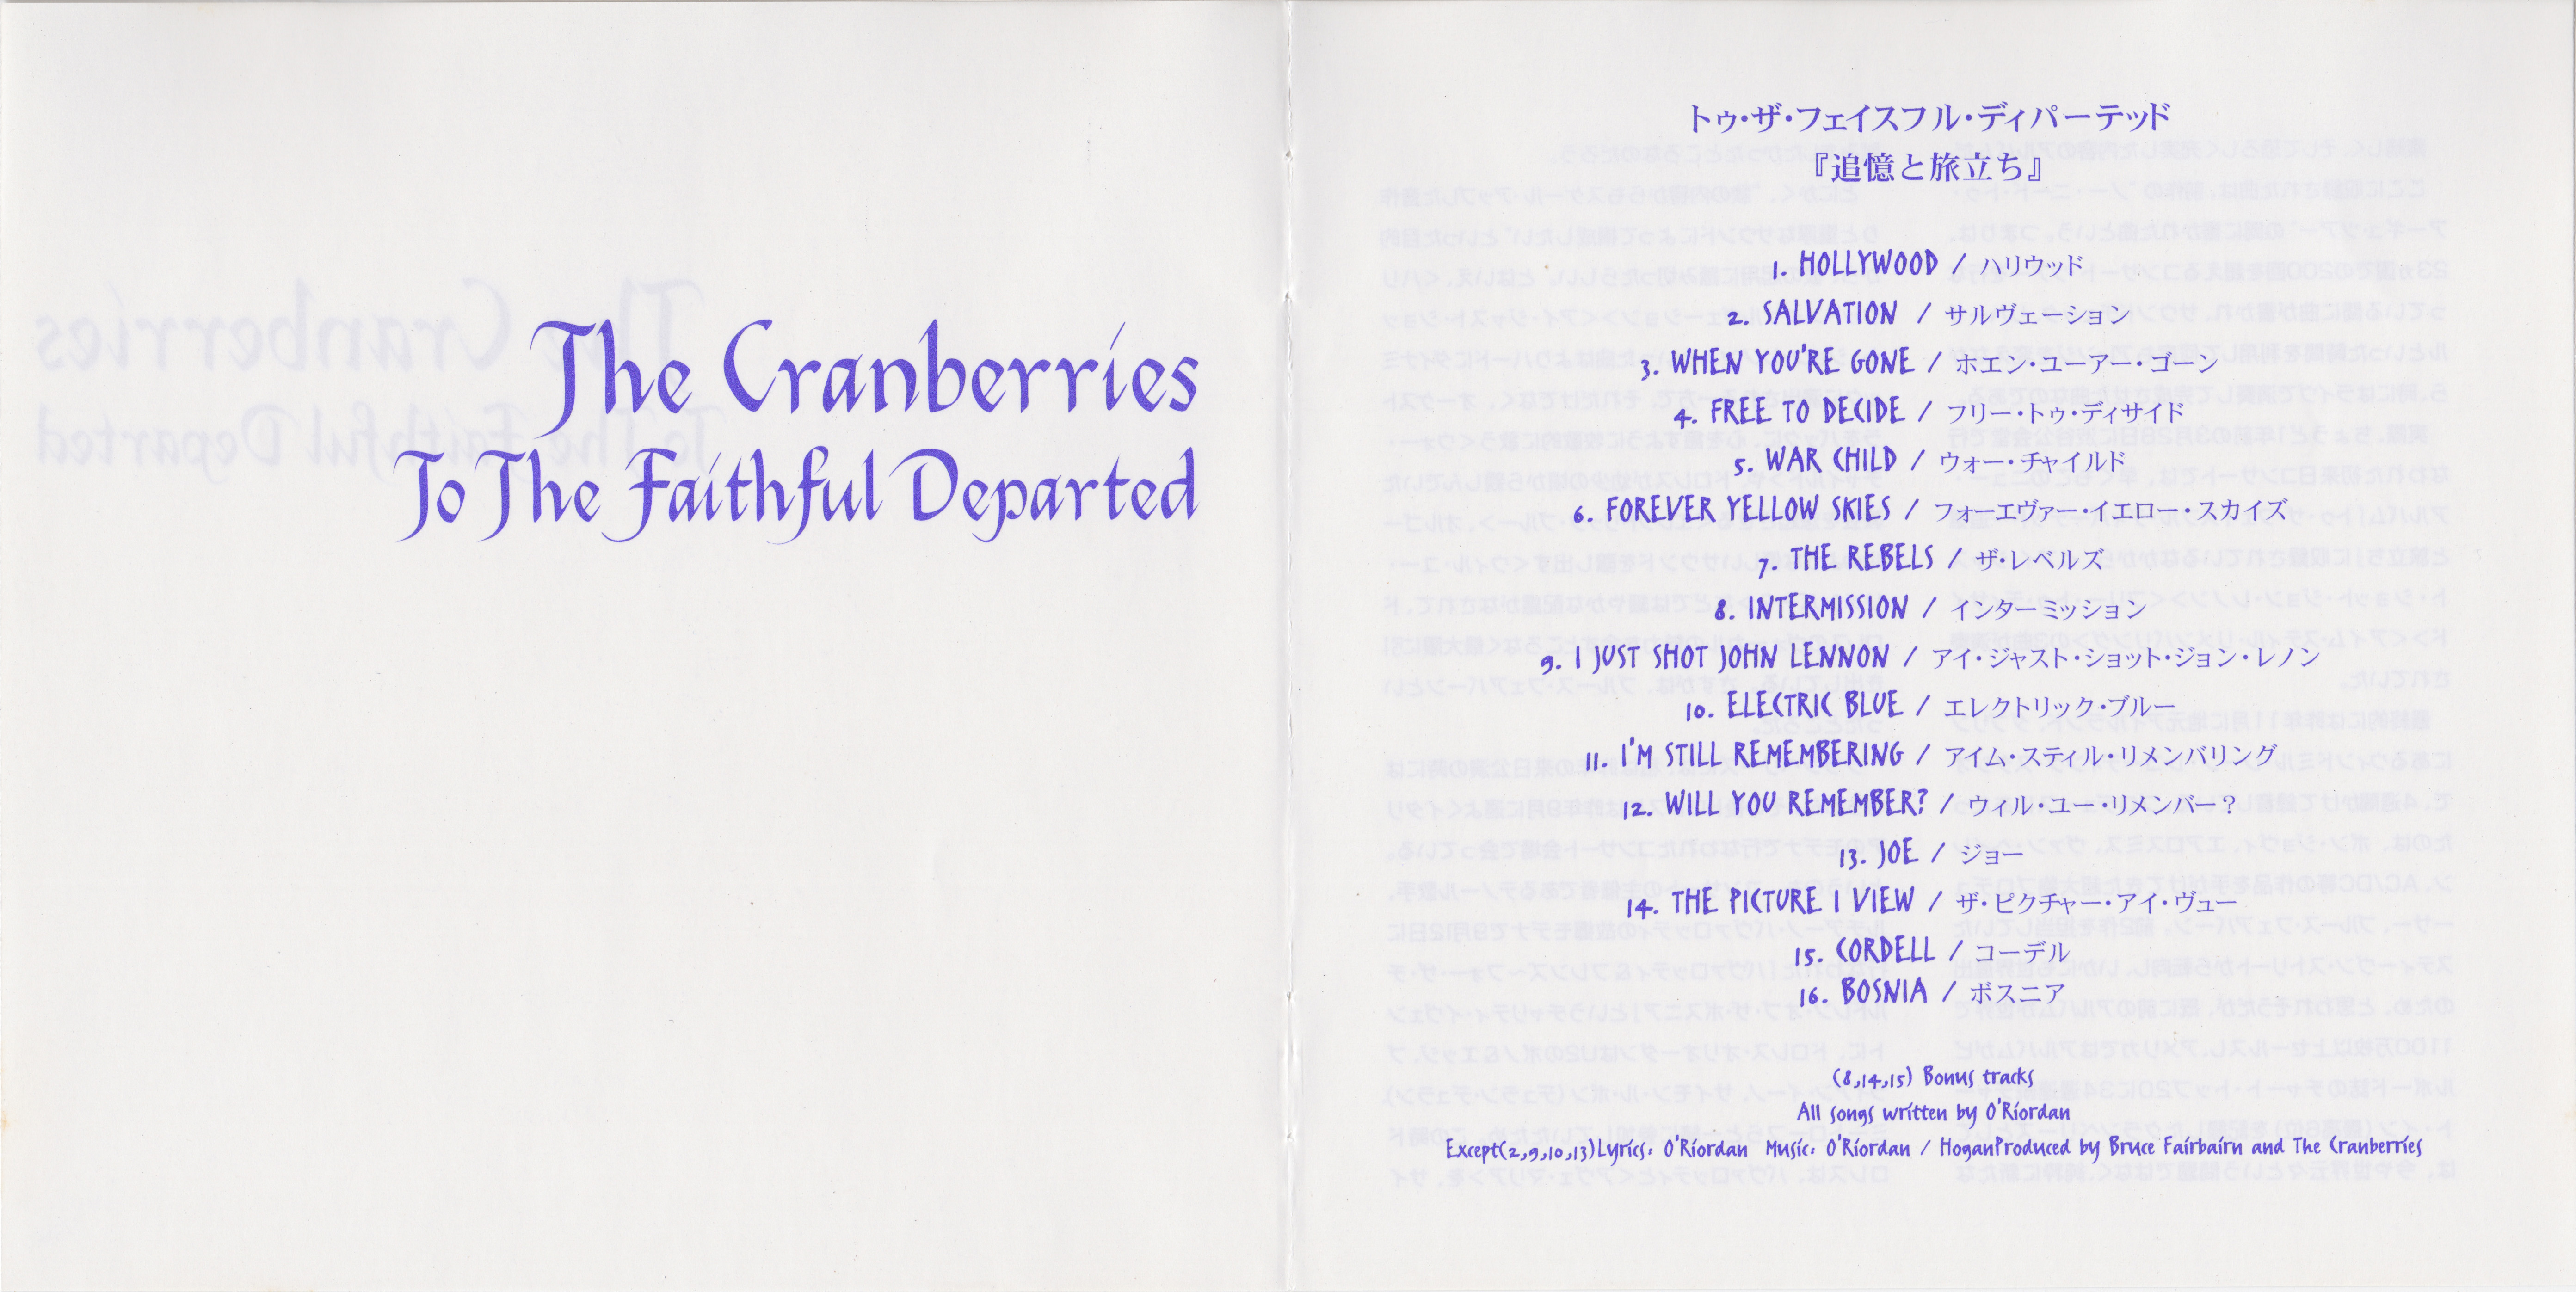 The Cranberries
To The Faithful Departed
トゥ・ザ・フェイスフル・ディパーテッド
『追憶と旅立ち』
1. HOLLYWOOD / ハリウッド
2. SALVATION / サルヴェーション
3. WHEN YOU'RE GONE / ホエン・ユーアー・ゴーン
4. FREE TO DECIDE / フリー・トゥ・ディサイド
5. WAR CHILD / ウォー・チャイルド
6. FOREVER YELLOW SKIES / フォーエヴァー・イエロー・スカイズ
7. THE REBELS / ザ・レベルズ
8. INTERMISSION / インターミッション
9. I JUST SHOT JOHN LENNON / アイ・ジャスト・ショット・ジョン・レノン
10. ELECTRIC BLUE / エレクトリック・ブルー
11. I'M STILL REMEMBERING / アイム・スティル・リメンバリング
12. WILL YOU REMEMBER? / ウィル・ユー・リメンバー？
13. JOE / ジョー
14. THE PICTURE I VIEW / ザ・ピクチャー・アイ・ヴュー
15. CORDELL / コーデル
16. BOSNIA / ボスニア
(8,14,15) Bonus tracks
All songs written by O'Riordan
Except(2,9,10,13)Lyrics: O'Riordan Music: O'Riordan / HoganProduced by Bruce Fairbairn and The Cranberries